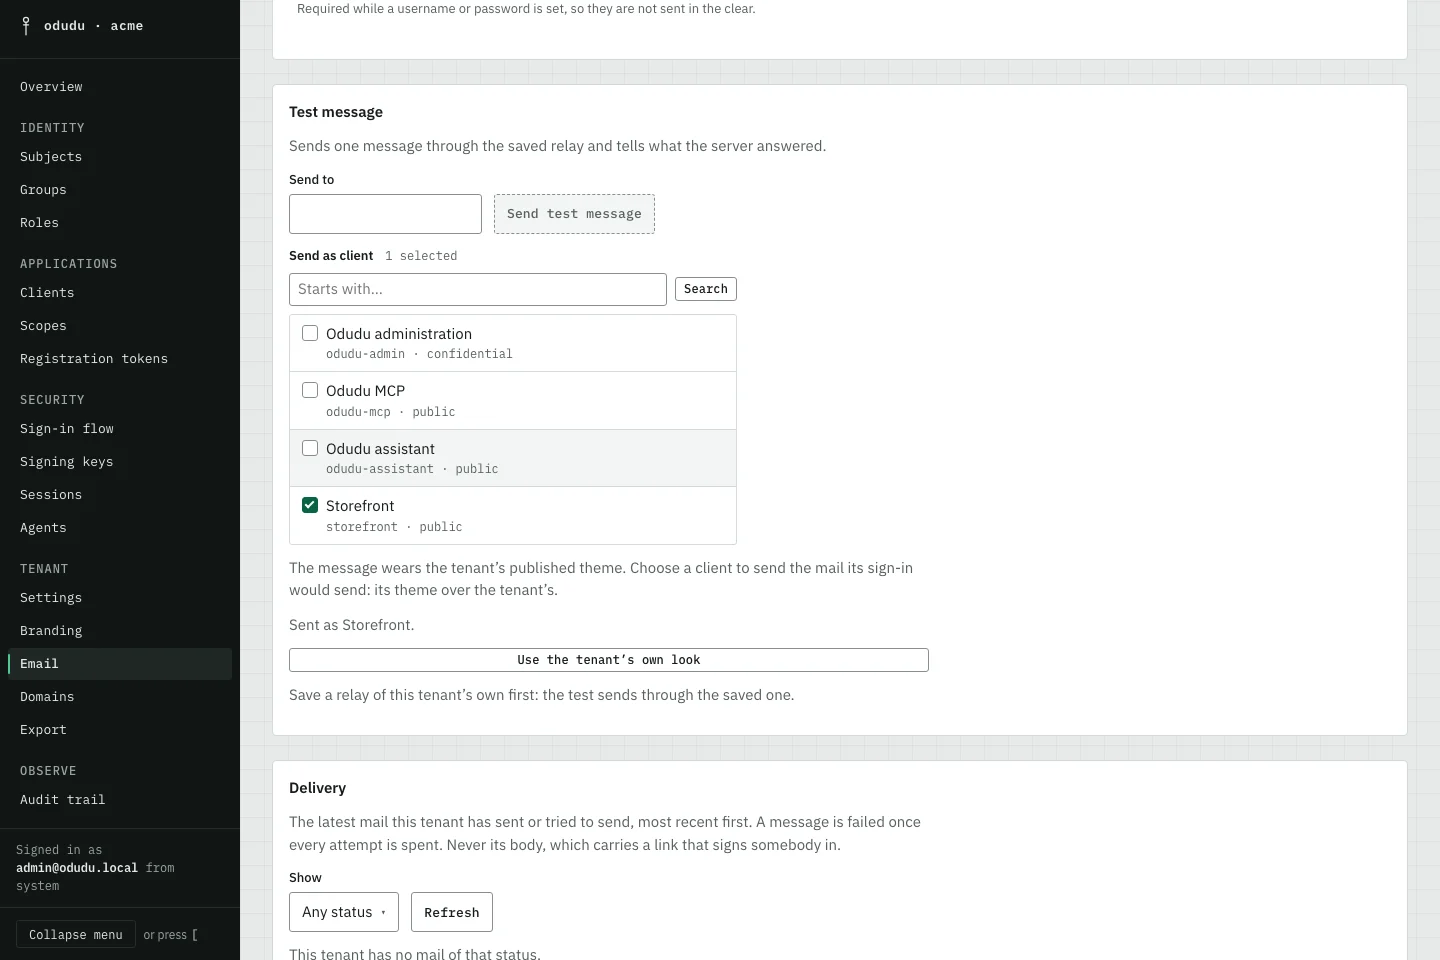 odudu · acme
Overview
IDENTITY
Subjects
Groups
Roles
APPLICATIONS
Clients
Scopes
Registration tokens
SECURITY
Sign-in flow
Signing keys
Sessions
Agents
TENANT
Settings
Branding
Email
Domains
Export
OBSERVE
Audit trail
Signed in as
admin@odudu.local from
system
Collapse menu or press [
Required while a username or password is set, so they are not sent in the clear.
Test message
Sends one message through the saved relay and tells what the server answered.
Send to
Send test message
Send as client 1 selected
Starts with...
Search
Odudu administration
odudu-admin · confidential
Odudu MCP
odudu-mcp · public
Odudu assistant
odudu-assistant · public
Storefront
storefront · public
The message wears the tenant’s published theme. Choose a client to send the mail its sign-in
would send: its theme over the tenant’s.
Sent as Storefront.
Use the tenant’s own look
Save a relay of this tenant’s own first: the test sends through the saved one.
Delivery
The latest mail this tenant has sent or tried to send, most recent first. A message is failed once
every attempt is spent. Never its body, which carries a link that signs somebody in.
Show
Any status
Refresh
This tenant has no mail of that status.